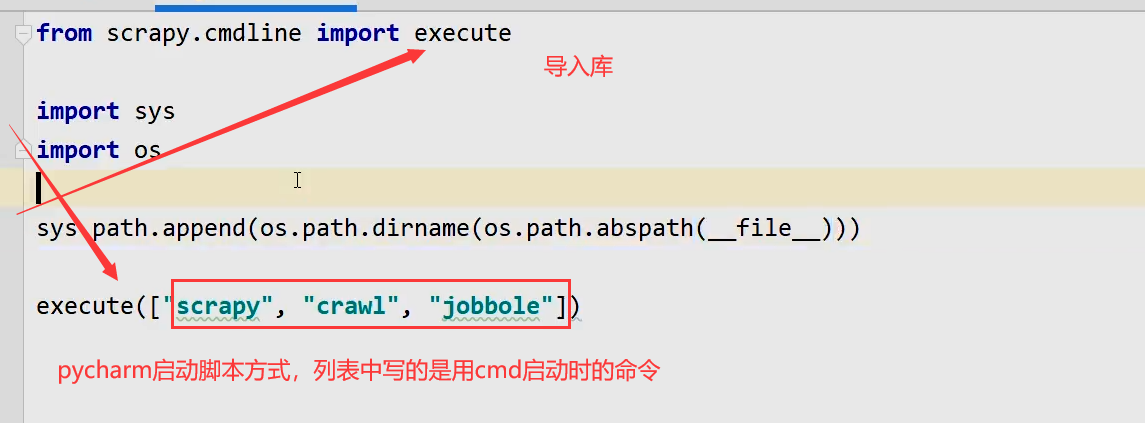 from scrapy.cmdline import execute
导入库
import sys
import os
sys.path.append(os.path.dirname(os.path.abspath(__file__)))
execute(["scrapy", "crawl", "jobbole"])
pycharm启动脚本方式，列表中写的是用cmd启动时的命令